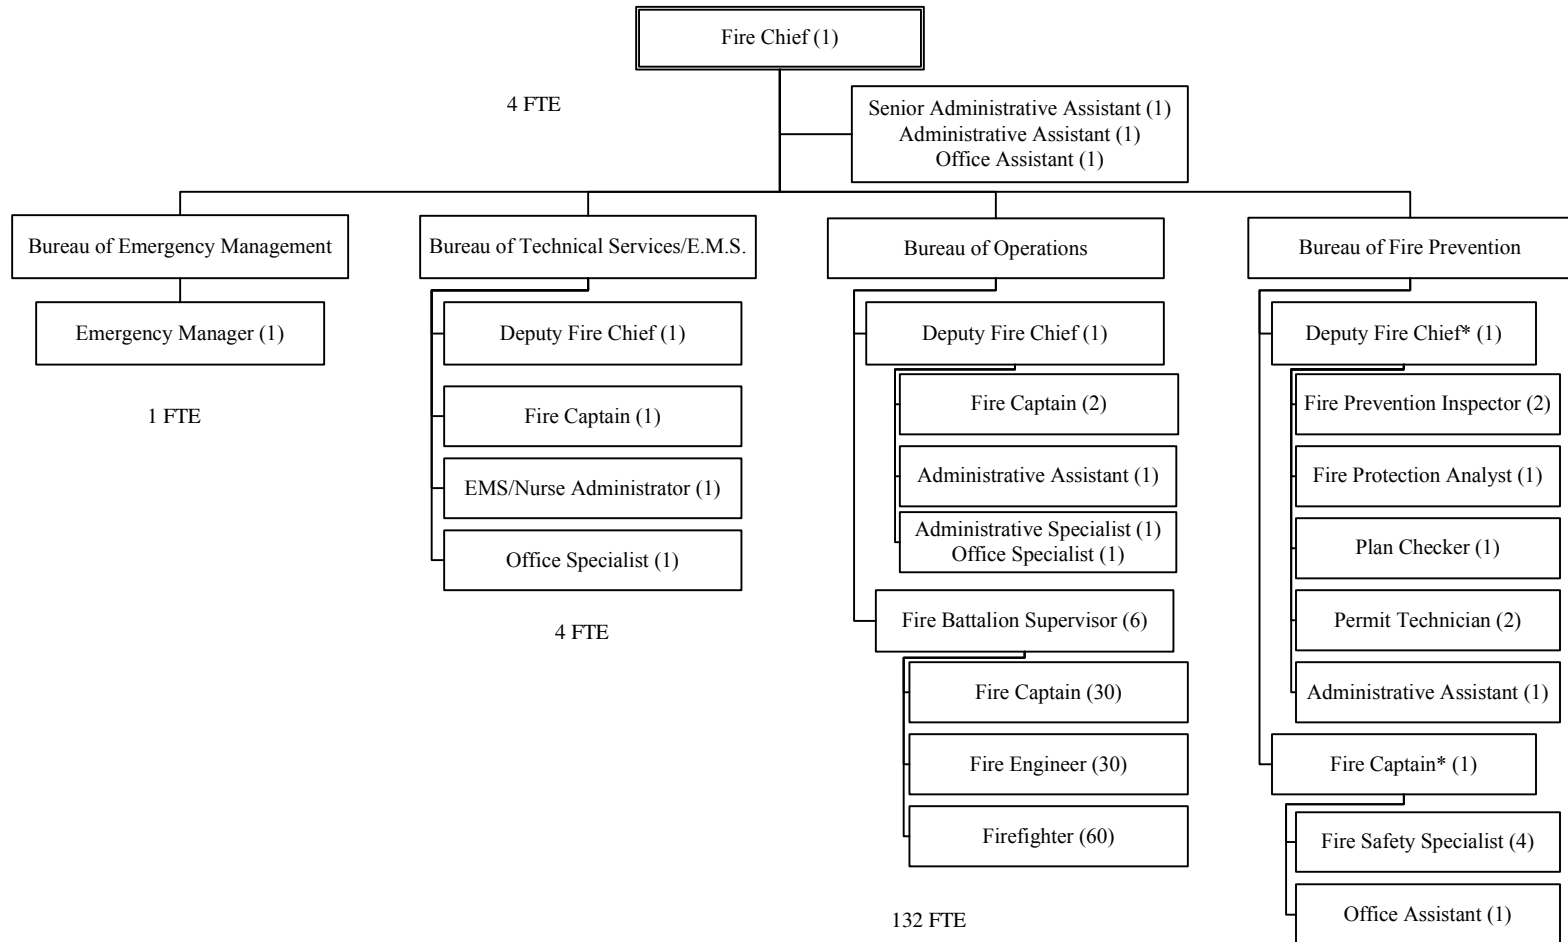 Fire Chief (1)
4 FTE
Senior Administrative Assistant (1)
Administrative Assistant (1)
Office Assistant (1)
Bureau of Emergency Management
Emergency Manager (1)
1 FTE
Bureau of Technical Services/E.M.S.
Deputy Fire Chief (1)
Fire Captain (1)
EMS/Nurse Administrator (1)
Office Specialist (1)
4 FTE
Bureau of Operations
Deputy Fire Chief (1)
Fire Captain (2)
Administrative Assistant (1)
Administrative Specialist (1)
Office Specialist (1)
Fire Battalion Supervisor (6)
Fire Captain (30)
Fire Engineer (30)
Firefighter (60)
132 FTE
Bureau of Fire Prevention
Deputy Fire Chief* (1)
Fire Prevention Inspector (2)
Fire Protection Analyst (1)
Plan Checker (1)
Permit Technician (2)
Administrative Assistant (1)
Fire Captain* (1)
Fire Safety Specialist (4)
Office Assistant (1)